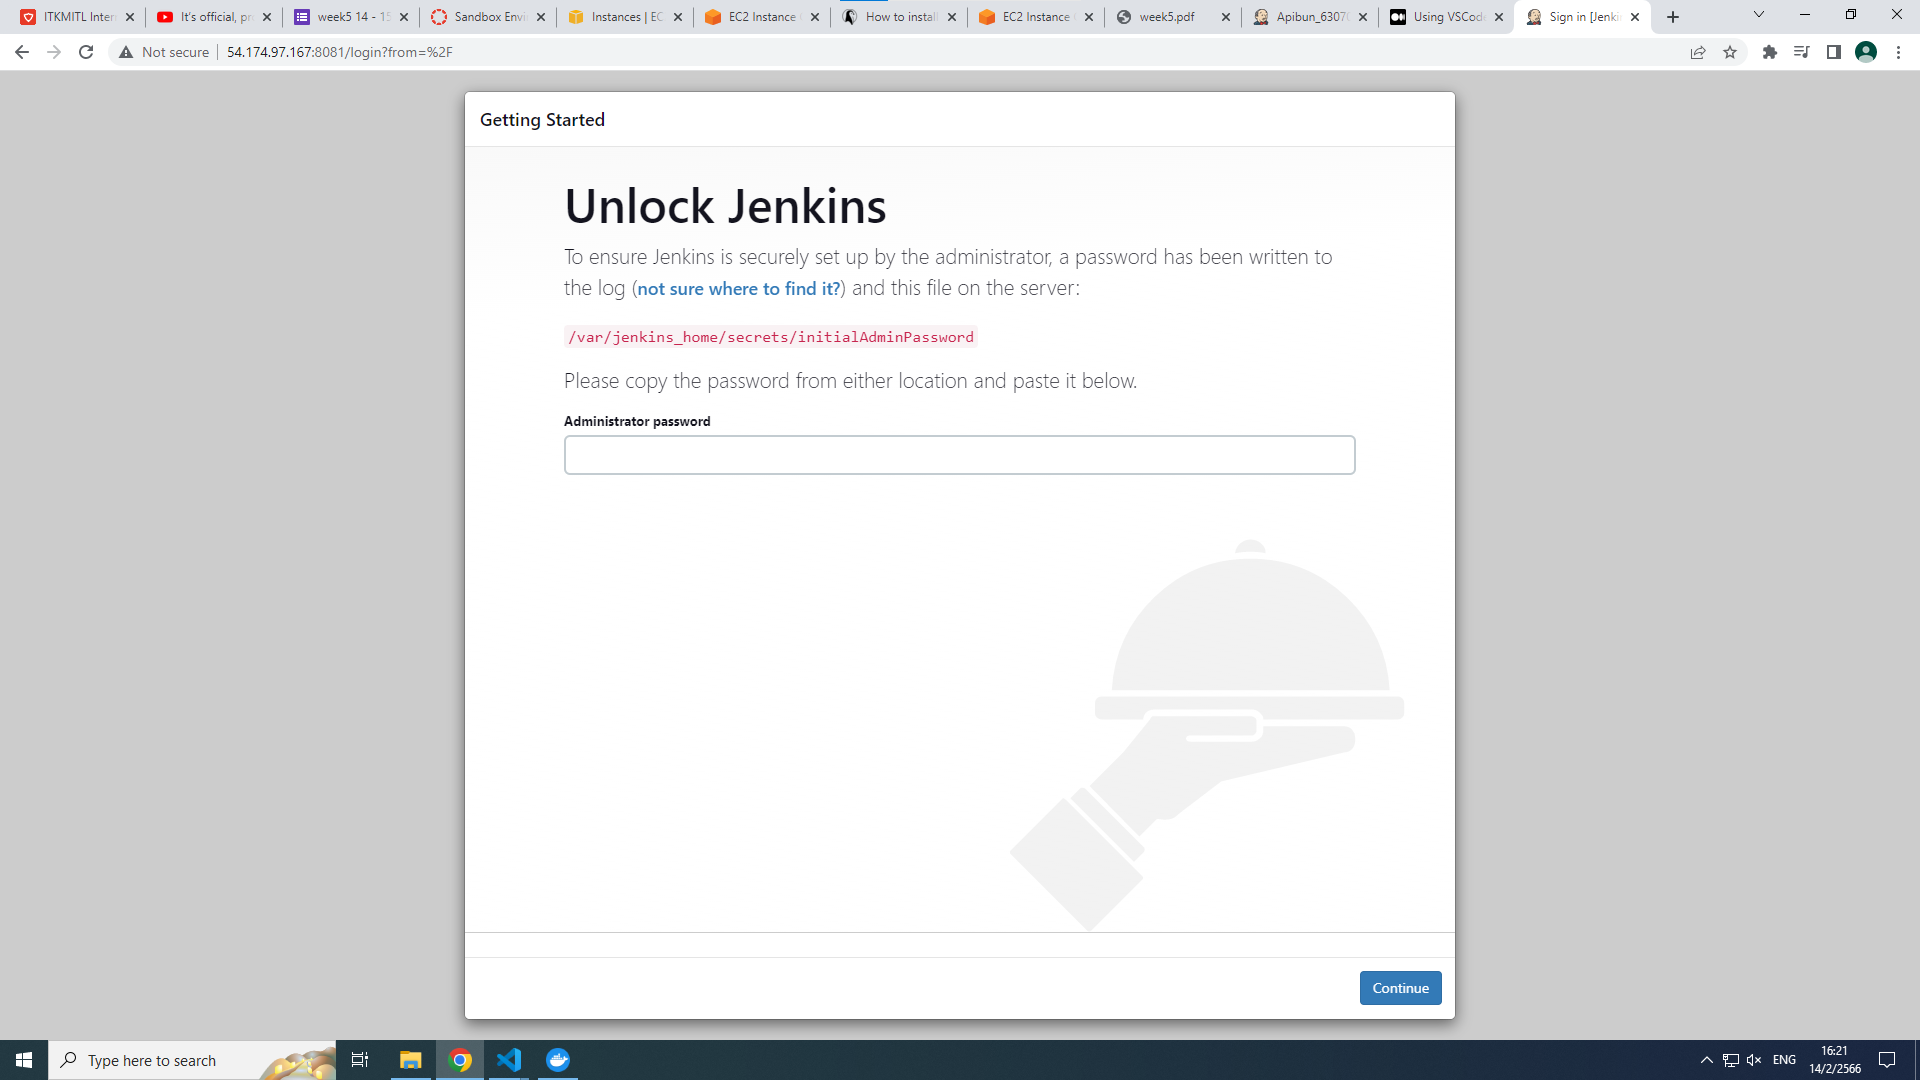 ITKMITL Inter
It's official, pr
week5 14 - 15
Sandbox Envi
Instances | EC
EC2 Instance
How to install
EC2 Instance
week5.pdf
Apibun_6307
Using VSCode
Sign in [Jenki
Not secure
54.174.97.167:8081/login?from=%2F
Getting Started
Unlock Jenkins
To ensure Jenkins is securely set up by the administrator, a password has been written to
the log (not sure where to find it?) and this file on the server:
/var/jenkins_home/secrets/initialAdminPassword
Please copy the password from either location and paste it below.
Administrator password
Continue
Type here to search
ENG
16:21
14/2/2566